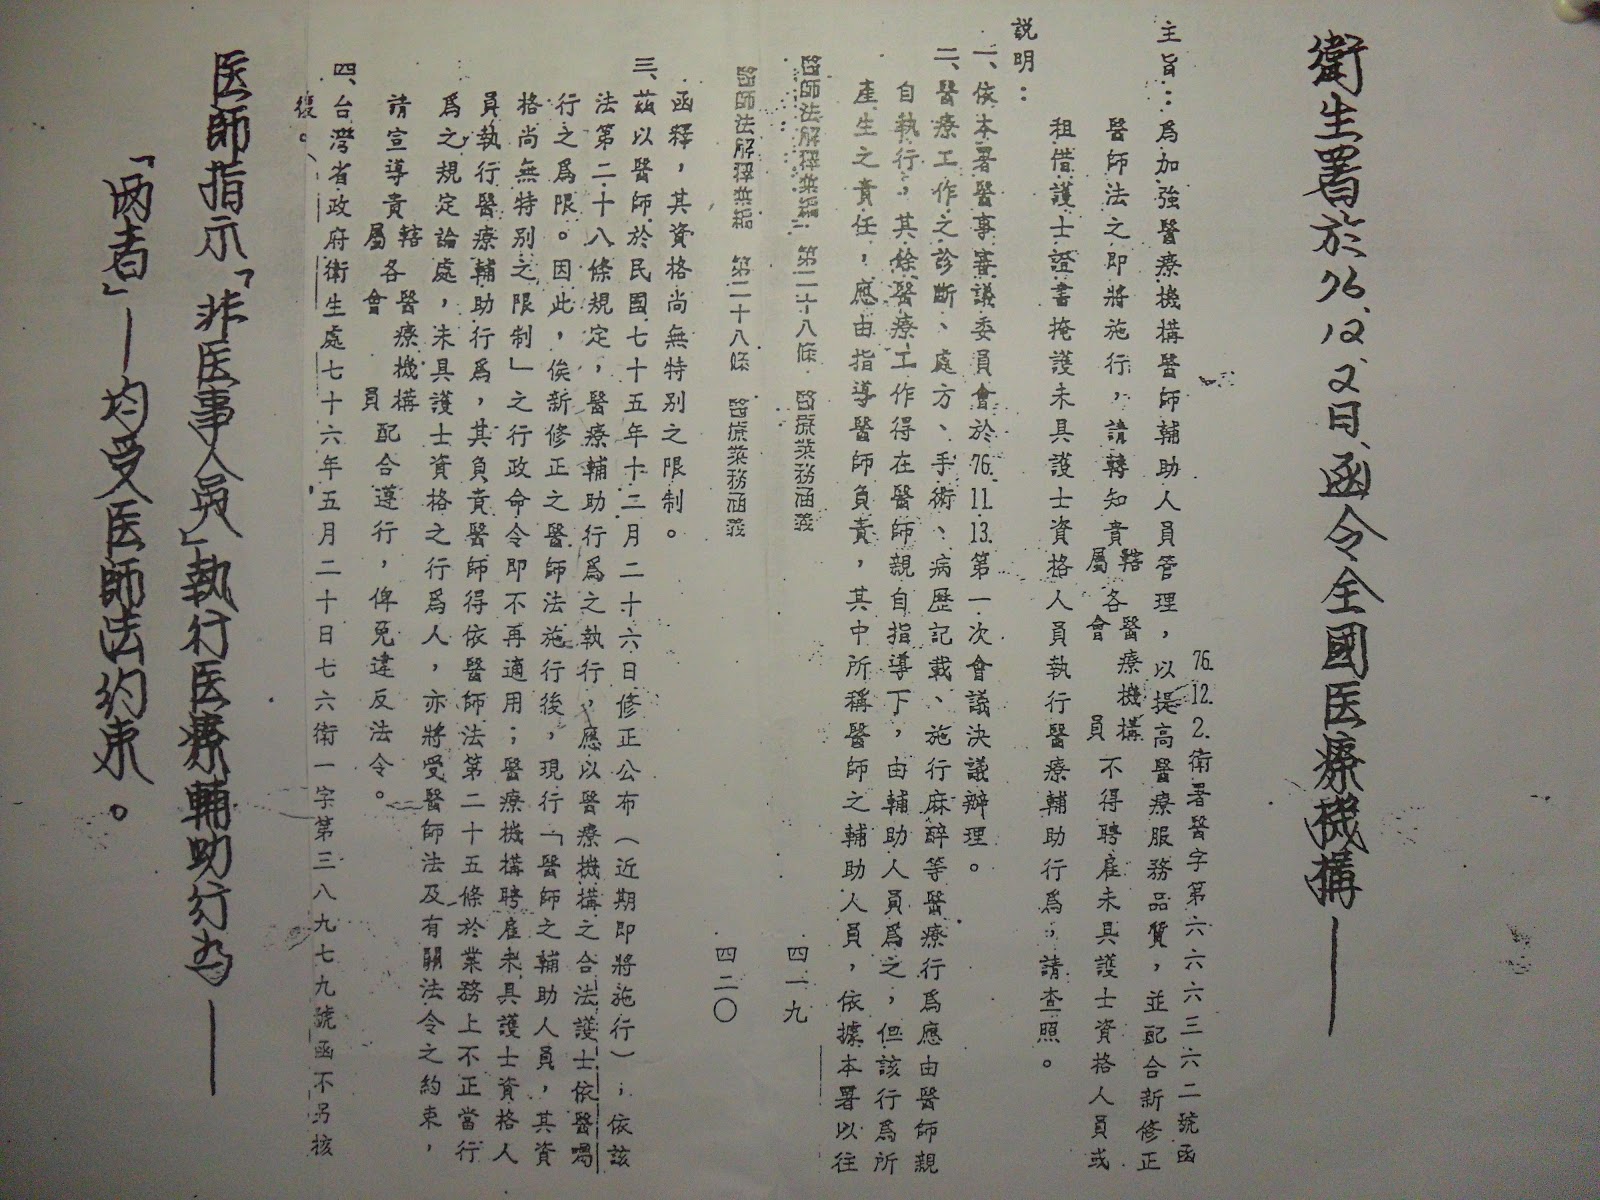 衛生署於76、12、2日、函令全國医療機構——
76.12.2.衛署醫字第六六六三六二號函
主旨：為加強醫療機構醫師輔助人員管理，以提高醫療服務品質，並配合新修正
醫師法之即將施行，請轉知貴轄屬各醫療機構會員不得聘雇未具護士資格人員或
租借護士證書掩護未具護士資格人員執行醫療輔助行為，請查照。
說明：
一、依本署醫事審議委員會於76.11.13.第一次會議決議辦理。
二、醫療工作之診斷、處方、手術、病歷記載、施行麻醉等醫療行為應由醫師親
自執行，其餘醫療工作得在醫師親自指導下，由輔助人員為之，但該行為所
產生之責任，應由指導醫師負責，其中所稱醫師之輔助人員，依據本署以往
醫師法解釋彙編 第二十八條 醫療業務涵義 四一九
醫師法解釋彙編 第二十八條 醫療業務涵義 四二〇
函釋，其資格尚無特別之限制。
三、茲以醫師於民國七十五年十二月二十六日修正公布（近期即將施行），依該
法第二十八條規定，醫療輔助行為之執行，應以醫療機構之合法護士依醫囑
行之為限。因此，俟新修正之醫師法施行後，現行「醫師之輔助人員，其資
格尚無特別之限制」之行政命令即不再適用；醫療機構聘雇未具護士資格人
員執行醫療輔助行為，其負責醫師得依醫師法第二十五條於業務上不正當行
為之規定論處，未具護士資格之行為人，亦將受醫師法及有關法令之約束，
請宣導貴轄屬各醫療機構會員配合遵行，俾免違反法令。
四、台灣省政府衛生處七十六年五月二十日七六衛一字第三八九七七九號函不另核
復。
医師指示「非医事人員」執行医療輔助行為——
「両者」—均受医師法約束。